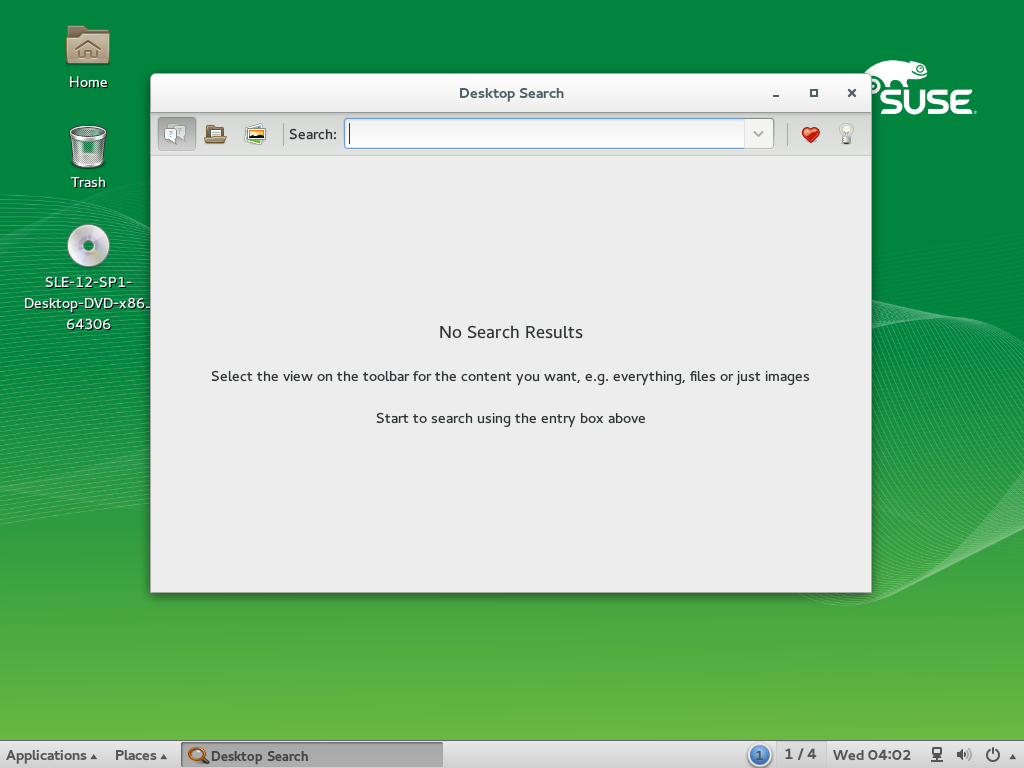 Home
Trash
SLE-12-SP1-
Desktop-DVD-x86_
64306
SUSE
Desktop Search
Search:
No Search Results
Select the view on the toolbar for the content you want, e.g. everything, files or just images
Start to search using the entry box above
Applications
Places
Desktop Search
1
1 / 4
Wed 04:02